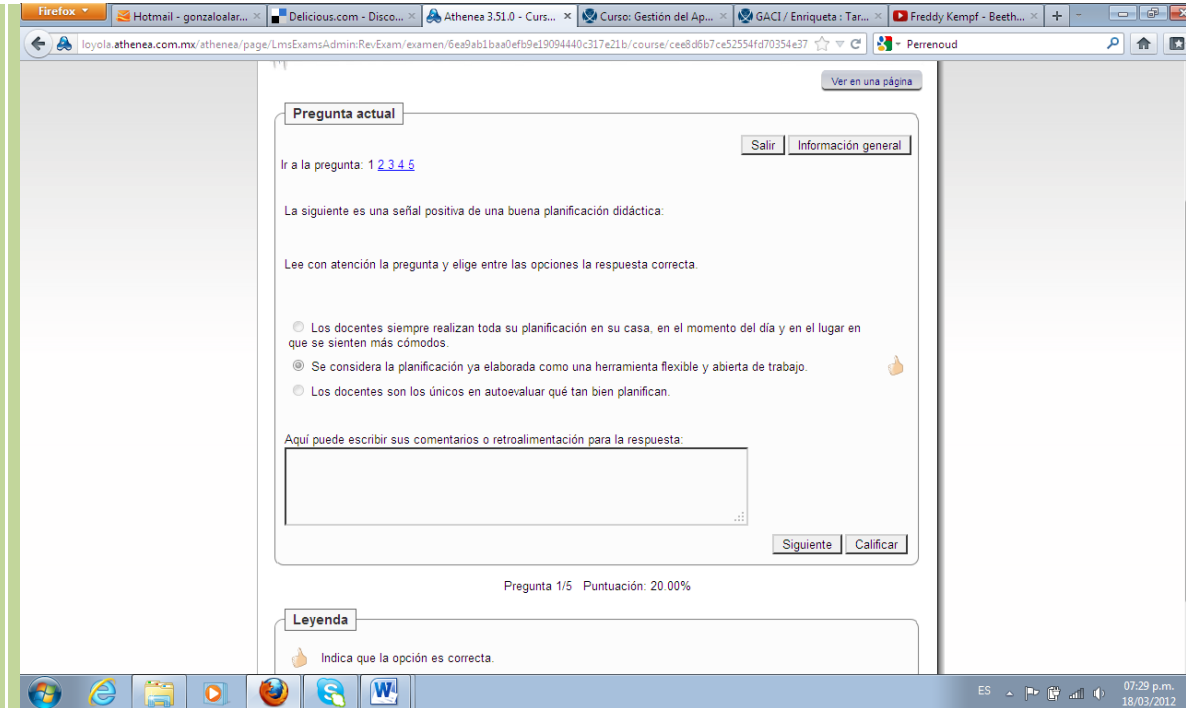 Firefox
Hotmail - gonzaloalar...
Delicious.com - Disco...
Athenea 3.51.0 - Curs...
Curso: Gestión del Ap...
GACI / Enriqueta : Tar...
Freddy Kempf - Beeth...
loyola.athenea.com.mx/athenea/page/LmsExamsAdmin:RevExam/examen/6ea9ab1baa0efb9e19094440c317e21b/course/cee8d6b7ce52554fd70354e37
Perrenoud
Ver en una página
Pregunta actual
Salir Información general
Ir a la pregunta: 1 2 3 4 5
La siguiente es una señal positiva de una buena planificación didáctica:
Lee con atención la pregunta y elige entre las opciones la respuesta correcta.
Los docentes siempre realizan toda su planificación en su casa, en el momento del día y en el lugar en
que se sienten más cómodos.
Se considera la planificación ya elaborada como una herramienta flexible y abierta de trabajo.
Los docentes son los únicos en autoevaluar qué tan bien planifican.
Aquí puede escribir sus comentarios o retroalimentación para la respuesta:
Siguiente Calificar
Pregunta 1/5 Puntuación: 20.00%
Leyenda
Indica que la opción es correcta.
ES
07:29 p.m.
18/03/2012